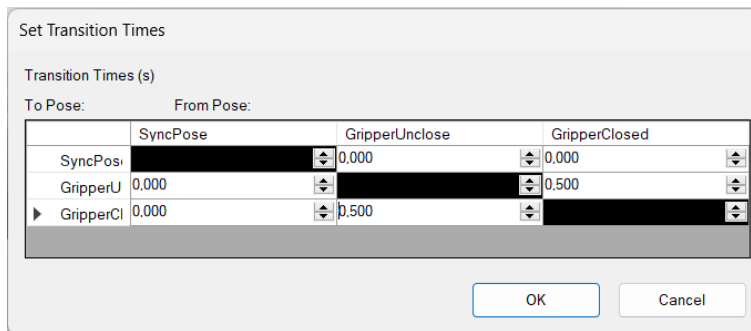 Set Transition Times
Transition Times (s)
To Pose: From Pose:
SyncPose GripperUnclose GripperClosed
SyncPos 0,000 0,000
GripperU 0,000 0,500
GripperCl 0,000 0,500
OK Cancel